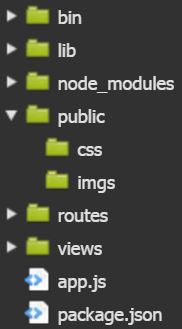 bin
lib
node_modules
public
css
imgs
routes
views
app.js
package.json